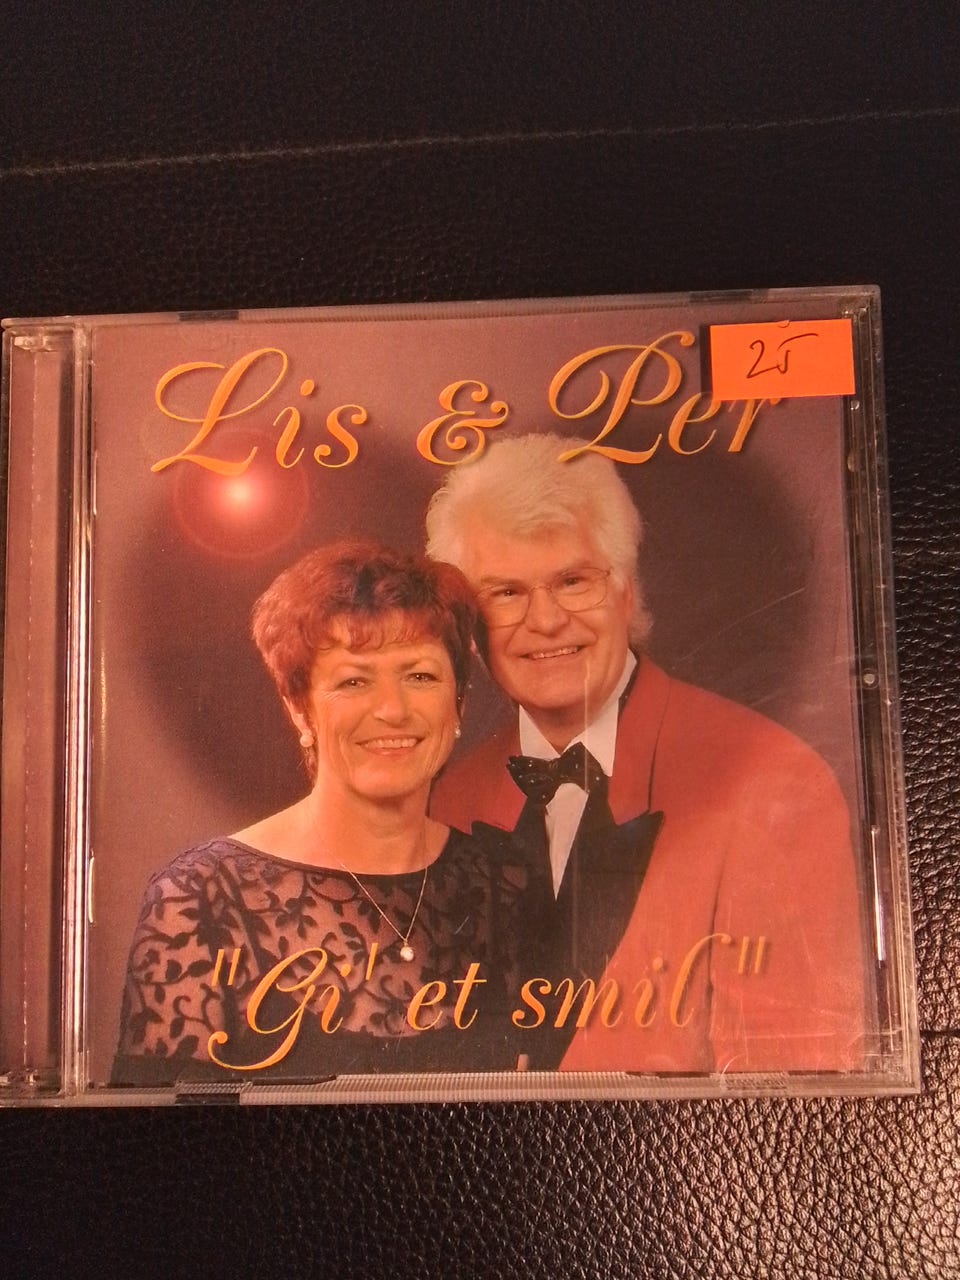 Lis & Per
25
"Gi' et smil"